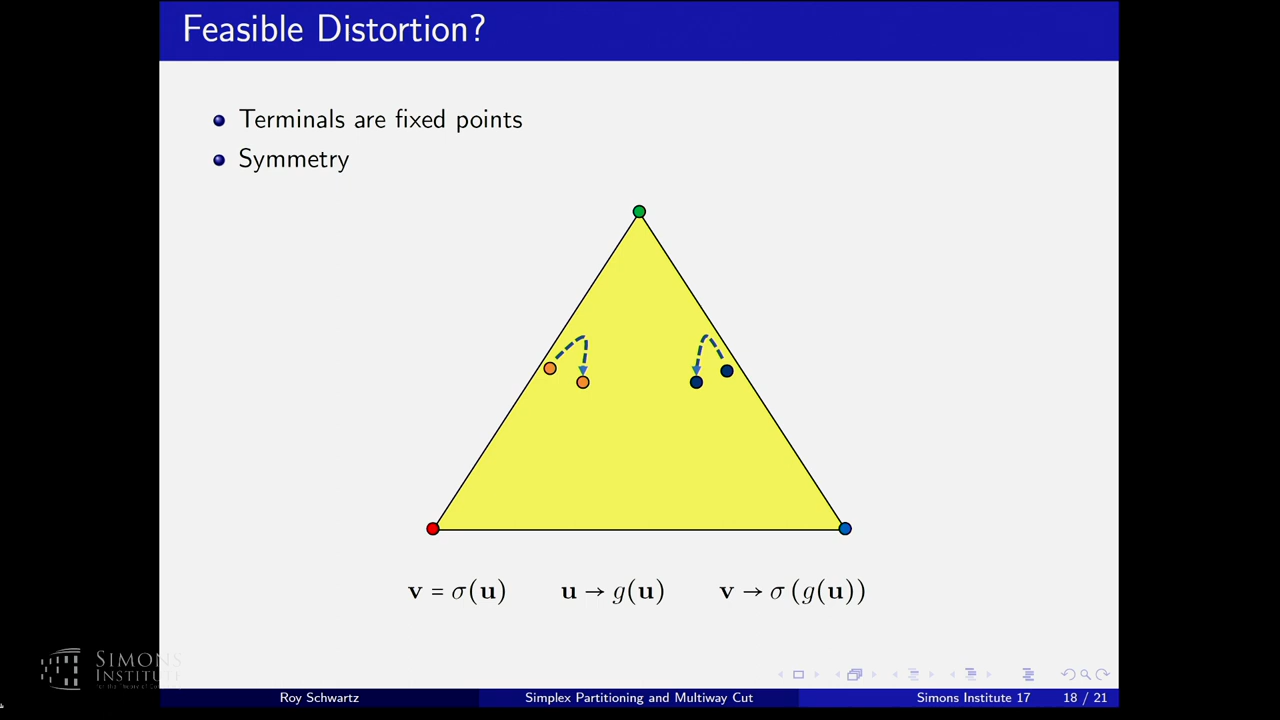 Feasible Distortion?
Terminals are fixed points
Symmetry
v = σ(u) u → g(u) v → σ (g(u))
SIMONS
INSTITUTE
Roy Schwartz Simplex Partitioning and Multiway Cut Simons Institute 17 18 / 21